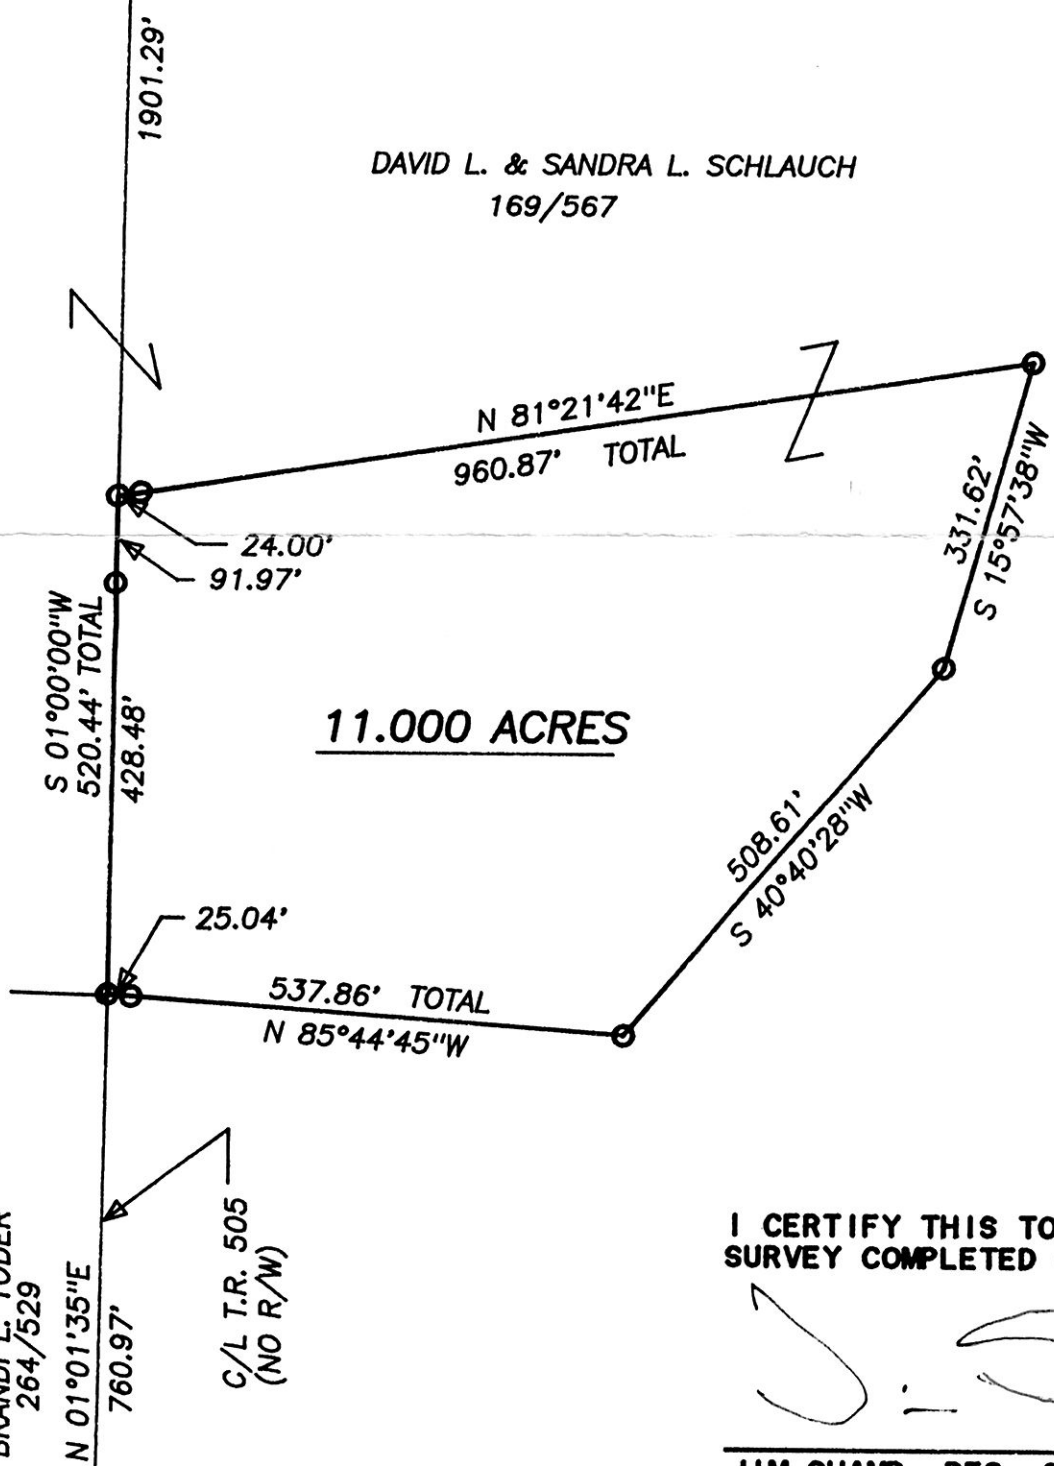 1901.29'
DAVID L. & SANDRA L. SCHLAUCH
169/567
N 81°21'42"E
960.87' TOTAL
331.62'
S 15°57'38"W
24.00'
91.97'
S 01°00'00"W
520.44' TOTAL
428.48'
11.000 ACRES
508.61'
S 40°40'28"W
25.04'
537.86' TOTAL
N 85°44'45"W
C/L T.R. 505
(NO R/W)
264/529
N 01°01'35"E
760.97'
I CERTIFY THIS TO
SURVEY COMPLETED